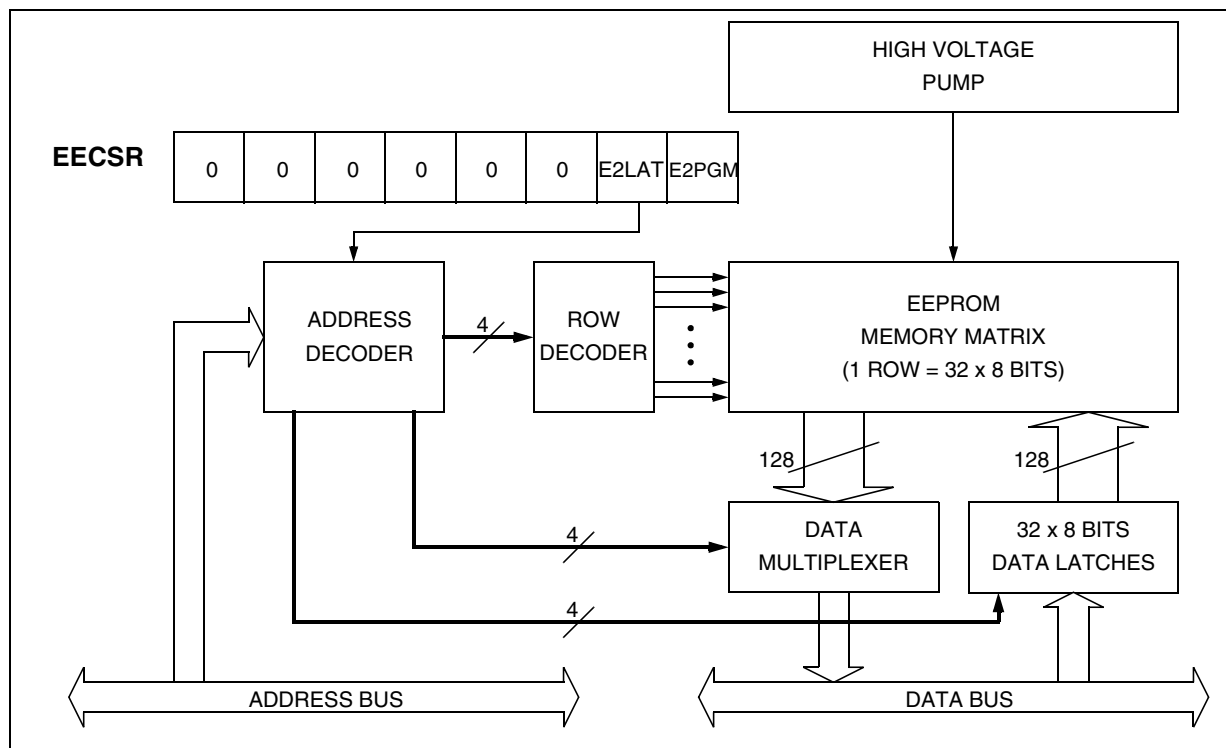 HIGH VOLTAGE
PUMP
EECSR
0 0 0 0 0 0 E2LAT E2PGM
ADDRESS
DECODER
4
ROW
DECODER
EEPROM
MEMORY MATRIX
(1 ROW = 32 x 8 BITS)
128
128
4
DATA
MULTIPLEXER
32 x 8 BITS
DATA LATCHES
4
ADDRESS BUS
DATA BUS